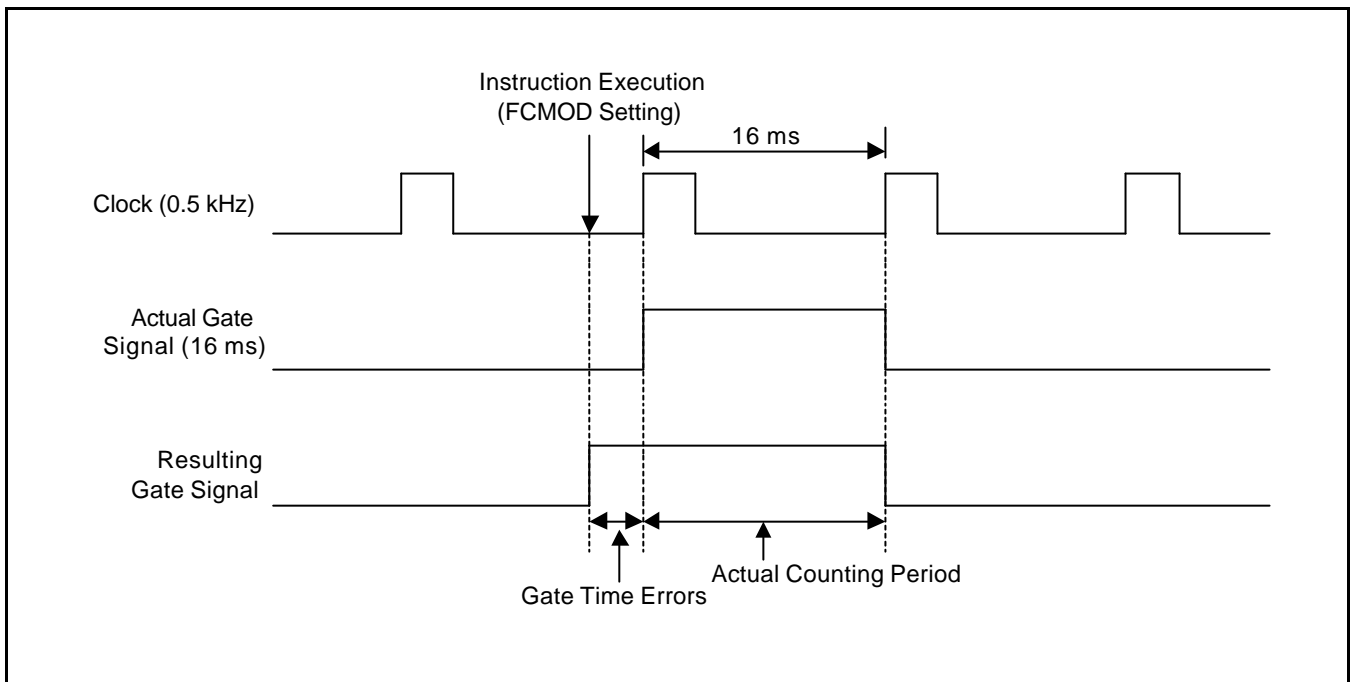 Instruction Execution
(FCMOD Setting)
16 ms
Clock (0.5 kHz)
Actual Gate
Signal (16 ms)
Resulting
Gate Signal
Actual Counting Period
Gate Time Errors